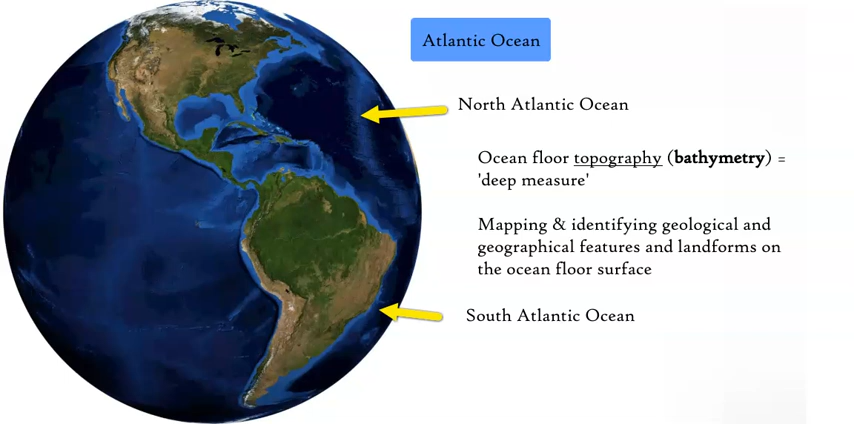 Atlantic Ocean
North Atlantic Ocean
Ocean floor topography (bathymetry) =
'deep measure'
Mapping & identifying geological and
geographical features and landforms on
the ocean floor surface
South Atlantic Ocean